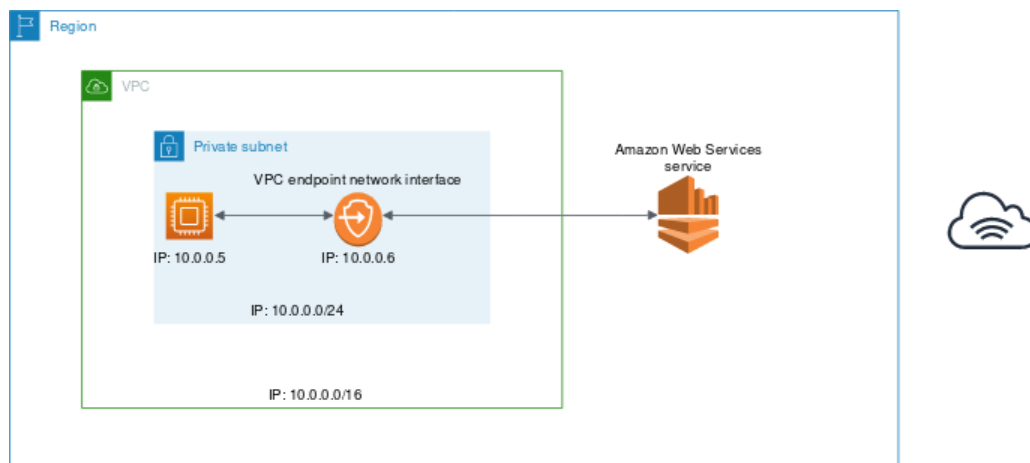 Region
VPC
Private subnet
Amazon Web Services
service
VPC endpoint network interface
IP: 10.0.0.5
IP: 10.0.0.6
IP: 10.0.0.0/24
IP: 10.0.0.0/16